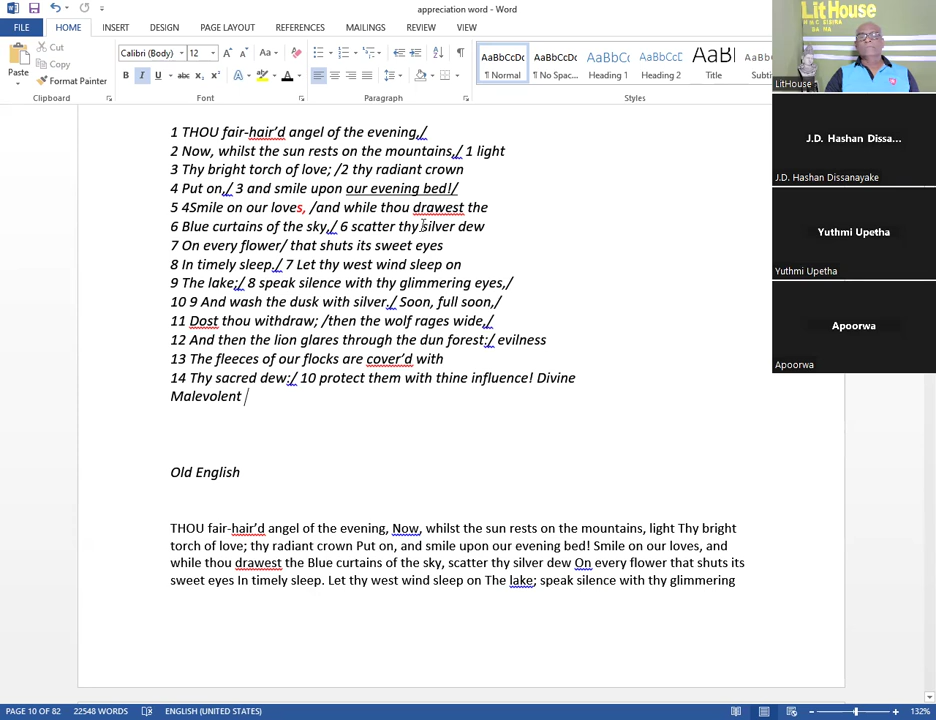 appreciation word - Word
FILE HOME INSERT DESIGN PAGE LAYOUT REFERENCES MAILINGS REVIEW VIEW
Cut
Copy
Format Painter
Paste
Calibri (Body) 12
Clipboard Font Paragraph Styles
AaBbCcDc AaBbCcDc AaBbCc AaBbCcD AaBl AaBbCcD
¶ Normal ¶ No Spac... Heading 1 Heading 2 Title Subti
1 THOU fair-hair’d angel of the evening,/
2 Now, whilst the sun rests on the mountains,/ 1 light
3 Thy bright torch of love; /2 thy radiant crown
4 Put on,/ 3 and smile upon our evening bed!/
5 4Smile on our loves, /and while thou drawest the
6 Blue curtains of the sky,/ 6 scatter thy silver dew
7 On every flower/ that shuts its sweet eyes
8 In timely sleep./ 7 Let thy west wind sleep on
9 The lake;/ 8 speak silence with thy glimmering eyes,/
10 9 And wash the dusk with silver./ Soon, full soon,/
11 Dost thou withdraw; /then the wolf rages wide,/
12 And then the lion glares through the dun forest:/ evilness
13 The fleeces of our flocks are cover’d with
14 Thy sacred dew:/ 10 protect them with thine influence! Divine
Malevolent
Old English
THOU fair-hair’d angel of the evening, Now, whilst the sun rests on the mountains, light Thy bright
torch of love; thy radiant crown Put on, and smile upon our evening bed! Smile on our loves, and
while thou drawest the Blue curtains of the sky, scatter thy silver dew On every flower that shuts its
sweet eyes In timely sleep. Let thy west wind sleep on The lake; speak silence with thy glimmering
PAGE 10 OF 82 22548 WORDS ENGLISH (UNITED STATES) 132%
LitHouse
LitHouse
J.D. Hashan Dissa...
J.D. Hashan Dissanayake
Yuthmi Upetha
Yuthmi Upetha
Apoorwa
Apoorwa